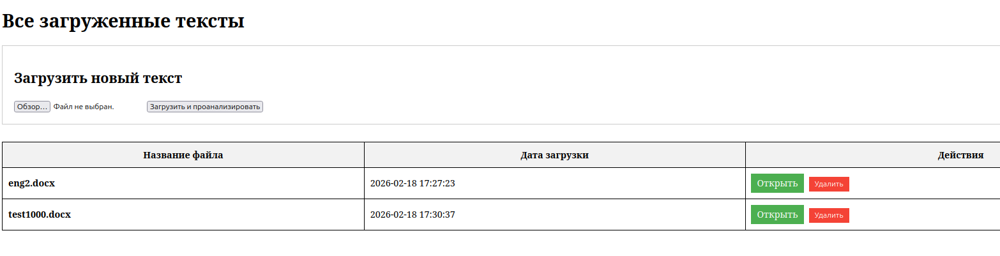 Все загруженные тексты
Загрузить новый текст
Обзор... Файл не выбран. Загрузить и проанализировать
Название файла Дата загрузки Действия
eng2.docx 2026-02-18 17:27:23 Открыть Удалить
test1000.docx 2026-02-18 17:30:37 Открыть Удалить